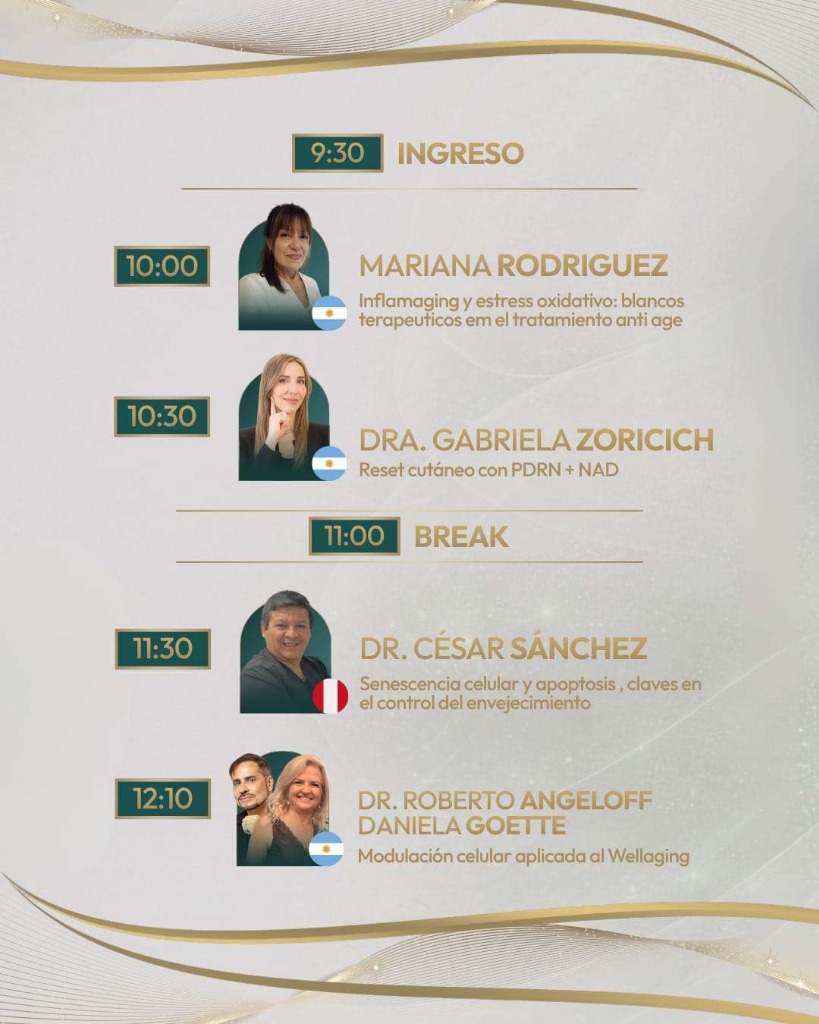 9:30 INGRESO
10:00
MARIANA RODRIGUEZ
Inflamaging y estress oxidativo: blancos
terapeuticos em el tratamiento anti age
10:30
DRA. GABRIELA ZORICICH
Reset cutáneo con PDRN + NAD
11:00 BREAK
11:30
DR. CÉSAR SÁNCHEZ
Senescencia celular y apoptosis , claves en
el control del envejecimiento
12:10
DR. ROBERTO ANGELOFF
DANIELA GOETTE
Modulación celular aplicada al Wellaging